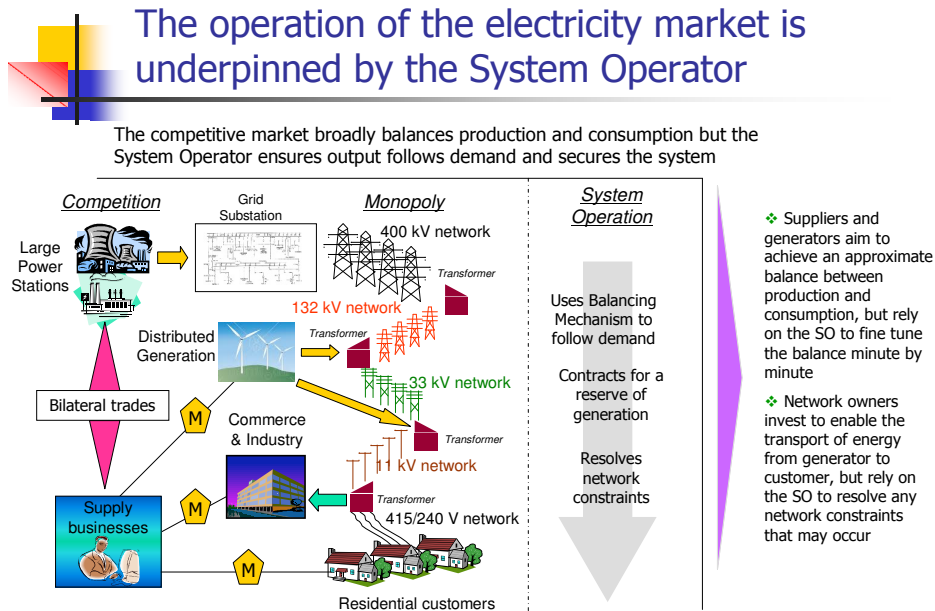 The operation of the electricity market is
underpinned by the System Operator
The competitive market broadly balances production and consumption but the
System Operator ensures output follows demand and secures the system
Competition
Grid
Substation
Monopoly
System
Operation
400 kV network
Large
Power
Stations
Transformer
132 kV network
Distributed
Generation
Transformer
33 kV network
Bilateral trades
M
Commerce
& Industry
Transformer
11 kV network
M
Transformer
415/240 V network
Supply
businesses
M
Residential customers
Uses Balancing
Mechanism to
follow demand
Contracts for a
reserve of
generation
Resolves
network
constraints
❖ Suppliers and
generators aim to
achieve an approximate
balance between
production and
consumption, but rely
on the SO to fine tune
the balance minute by
minute
❖ Network owners
invest to enable the
transport of energy
from generator to
customer, but rely on
the SO to resolve any
network constraints
that may occur